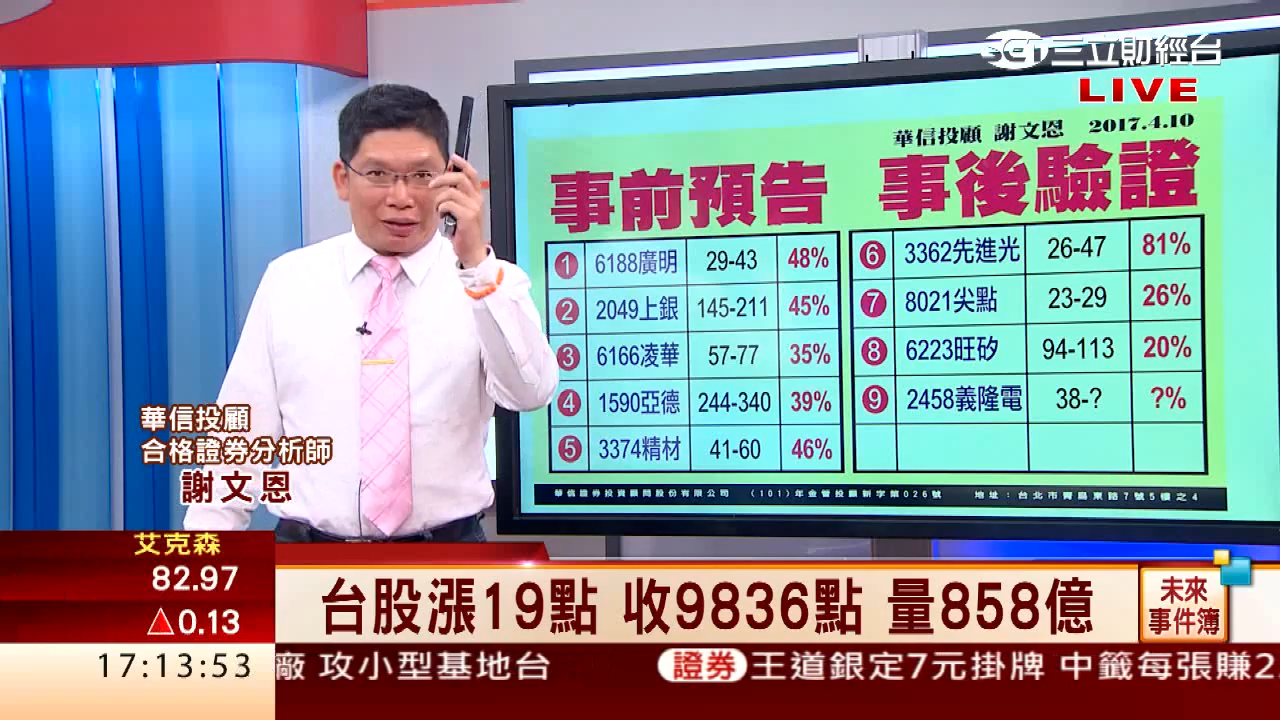 三立財經台
LIVE
華信投顧 謝文恩 2017.4.10
事前預告 事後驗證
1 6188廣明 29-43 48%
2 2049上銀 145-211 45%
3 6166凌華 57-77 35%
4 1590亞德 244-340 39%
5 3374精材 41-60 46%
6 3362先進光 26-47 81%
7 8021尖點 23-29 26%
8 6223旺矽 94-113 20%
9 2458義隆電 38-? ?%
華信證券投資顧問股份有限公司 (101)年金管投顧新字第026號 地址:台北市青島東路7號5樓之4
華信投顧
合格證券分析師
謝文恩
艾克森
82.97
△0.13
台股漲19點 收9836點 量858億
未來
事件簿
17:13:53
廠 攻小型基地台 證券 王道銀定7元掛牌 中籤每張賺2